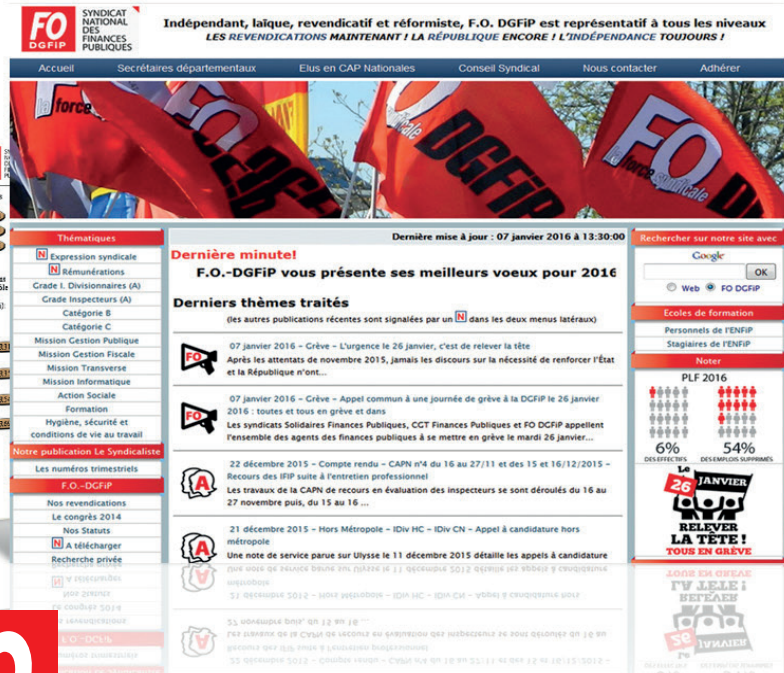 FO
DGFiP
SYNDICAT
NATIONAL
DES
FINANCES
PUBLIQUES
Indépendant, laïque, revendicatif et réformiste, F.O. DGFiP est représentatif à tous les niveaux
LES REVENDICATIONS MAINTENANT ! LA RÉPUBLIQUE ENCORE ! L'INDÉPENDANCE TOUJOURS !
Accueil Secrétaires départementaux Elus en CAP Nationales Conseil Syndical Nous contacter Adhérer
la force
FO
DGFiP
FO
la force syndicale
Thématiques
N Expression syndicale
N Rémunérations
Grade I. Divisionnaires (A)
Grade Inspecteurs (A)
Catégorie B
Catégorie C
Mission Gestion Publique
Mission Gestion Fiscale
Mission Transverse
Mission Informatique
Action Sociale
Formation
Hygiène, sécurité et
conditions de vie au travail
Notre publication Le Syndicaliste
Les numéros trimestriels
F.O.-DGFiP
Nos revendications
Le congrès 2014
Nos Statuts
N A télécharger
Recherche privée
Dernière mise à jour : 07 janvier 2016 à 13:30:00
Dernière minute!
F.O.-DGFiP vous présente ses meilleurs voeux pour 2016
Derniers thèmes traités
(les autres publications récentes sont signalées par un N dans les deux menus latéraux)
FO
07 janvier 2016 - Grève - L'urgence le 26 janvier, c'est de relever la tête
Après les attentats de novembre 2015, jamais les discours sur la nécessité de renforcer l'État
et la République n'ont...
FO
07 janvier 2016 - Grève - Appel commun à une journée de grève à la DGFiP le 26 janvier
2016 : toutes et tous en grève et dans
Les syndicats Solidaires Finances Publiques, CGT Finances Publiques et FO DGFiP appellent
l'ensemble des agents des finances publiques à se mettre en grève le mardi 26 janvier...
A
22 décembre 2015 - Compte rendu - CAPN n°4 du 16 au 27/11 et des 15 et 16/12/2015 -
Recours des IFiP suite à l'entretien professionnel
Les travaux de la CAPN de recours en évaluation des inspecteurs se sont déroulés du 16 au
27 novembre puis, du 15 au 16 ...
A
21 décembre 2015 - Hors Métropole - IDiv HC - IDiv CN - Appel à candidature hors
métropole
Une note de service parue sur Ulysse le 11 décembre 2015 détaille les appels à candidature
Rechercher sur notre site avec
Google
OK
Web FO DGFiP
Ecoles de formation
Personnels de l'ENFiP
Stagiaires de l'ENFiP
Noter
PLF 2016
6% 54%
DES EFFECTIFS DES EMPLOIS SUPPRIMÉS
Le
26 JANVIER
RELEVER
LA TÊTE !
TOUS EN GRÈVE